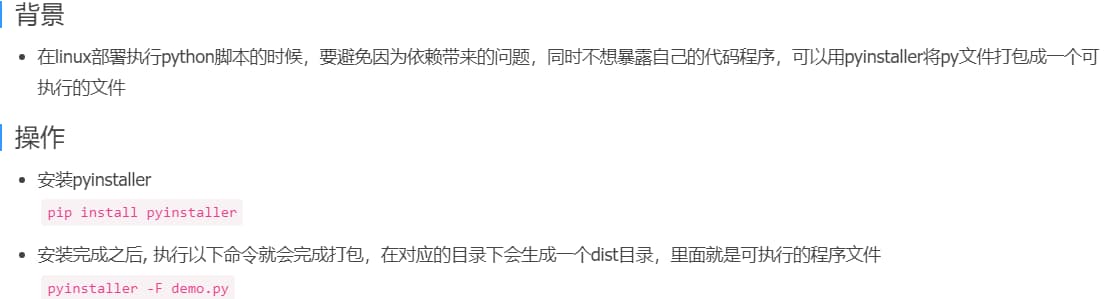 背景
在linux部署执行python脚本的时候，要避免因为依赖带来的问题，同时不想暴露自己的代码程序，可以用pyinstaller将py文件打包成一个可
执行的文件
操作
安装pyinstaller
pip install pyinstaller
安装完成之后, 执行以下命令就会完成打包，在对应的目录下会生成一个dist目录，里面就是可执行的程序文件
pyinstaller -F demo.py